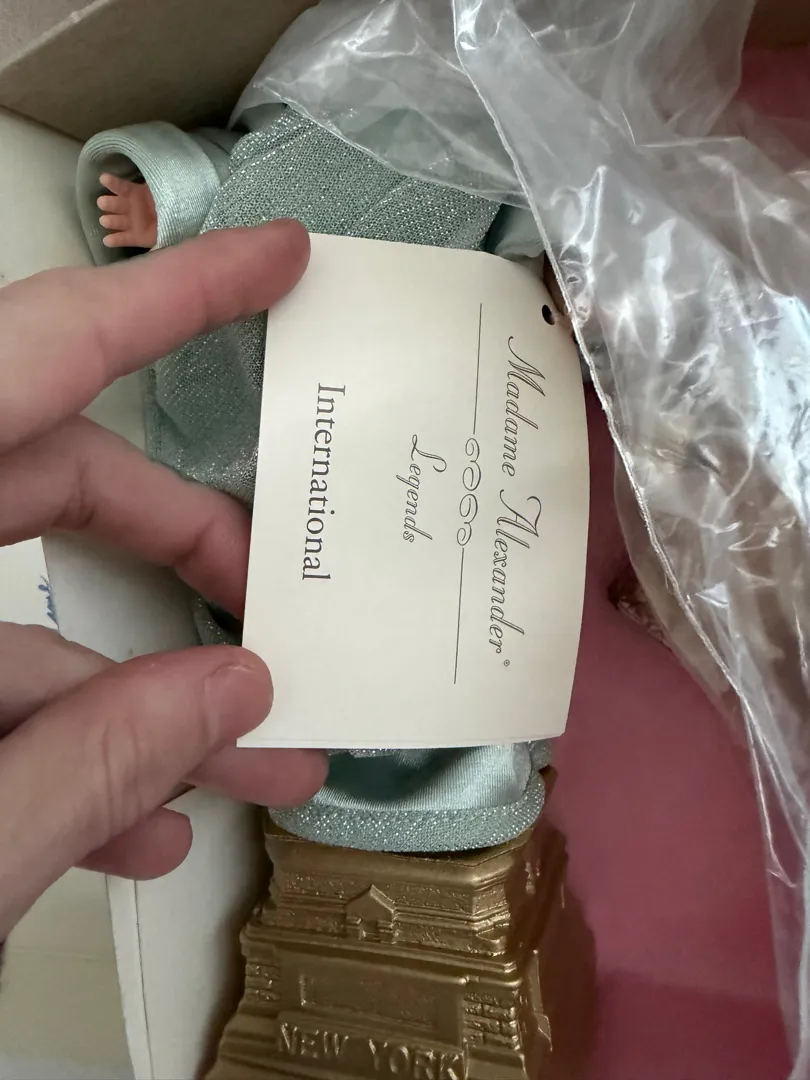 Madame Alexander®
Legends
International
NEW YORK